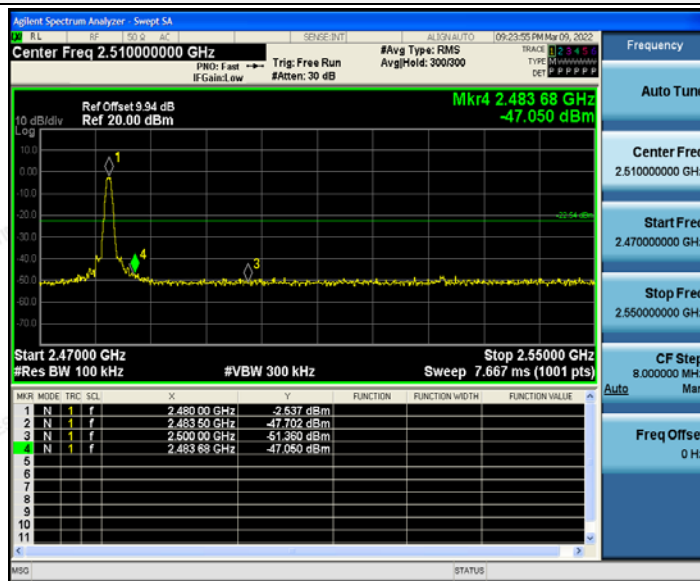 Agilent Spectrum Analyzer - Swept SA
RL RF 50 Ω AC SENSE:INT ALIGNAUTO 09:23:55 PM Mar 09, 2022
Center Freq 2.510000000 GHz
PNO: Fast
IFGain:Low
Trig: Free Run
#Atten: 30 dB
#Avg Type: RMS
Avg|Hold: 300/300
TRACE 1 2 3 4 5 6
TYPE M W W W W W
DET P P P P P P
Ref Offset 9.94 dB
10 dB/div Ref 20.00 dBm
Log
Mkr4 2.483 68 GHz
-47.050 dBm
10.0
0.00
-10.0
-20.0
-30.0
-40.0
-50.0
-60.0
-70.0
1
4
3
-22.54 dBm
Start 2.47000 GHz Stop 2.55000 GHz
#Res BW 100 kHz #VBW 300 kHz Sweep 7.667 ms (1001 pts)
MKR MODE TRC SCL X Y FUNCTION FUNCTION WIDTH FUNCTION VALUE
1 N 1 f 2.480 00 GHz -2.537 dBm
2 N 1 f 2.483 50 GHz -47.702 dBm
3 N 1 f 2.500 00 GHz -51.360 dBm
4 N 1 f 2.483 68 GHz -47.050 dBm
5
6
7
8
9
10
11
MSG STATUS
Frequency
Auto Tune
Center Freq
2.510000000 GHz
Start Freq
2.470000000 GHz
Stop Freq
2.550000000 GHz
CF Step
8.000000 MHz
Auto Man
Freq Offset
0 Hz